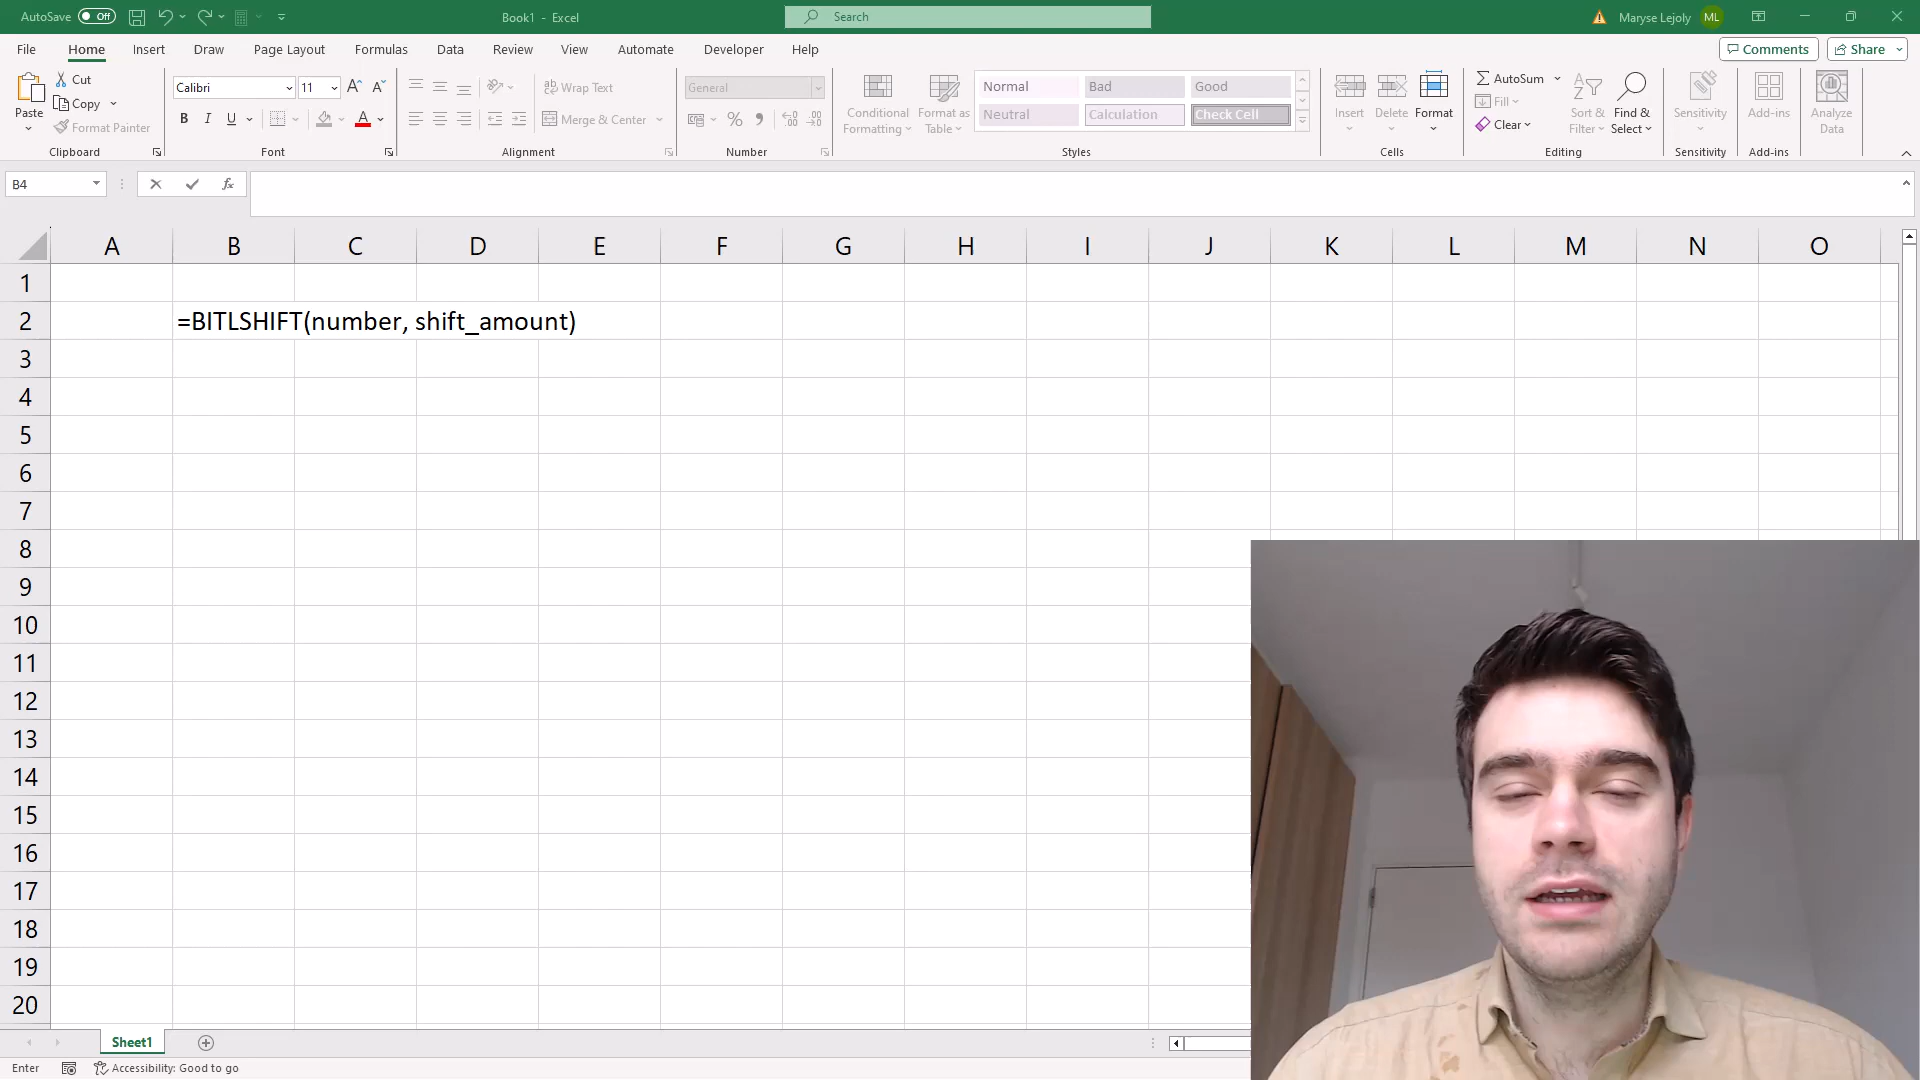 AutoSave Off Book1 - Excel Search Maryse Lejoly ML
File Home Insert Draw Page Layout Formulas Data Review View Automate Developer Help Comments Share
Paste Cut Copy Format Painter Clipboard
Calibri 11 A A B I U A Font
Wrap Text Merge & Center Alignment
General % Number
Conditional Formatting Format as Table Normal Bad Good Neutral Calculation Check Cell Styles
Insert Delete Format Cells
AutoSum Fill Clear Sort & Filter Find & Select Editing
Sensitivity Sensitivity
Add-ins Add-ins
Analyze Data
B4 fx
A B C D E F G H I J K L M N O
1
2 =BITLSHIFT(number, shift_amount)
3
4
5
6
7
8
9
10
11
12
13
14
15
16
17
18
19
20
Sheet1
Enter Accessibility: Good to go